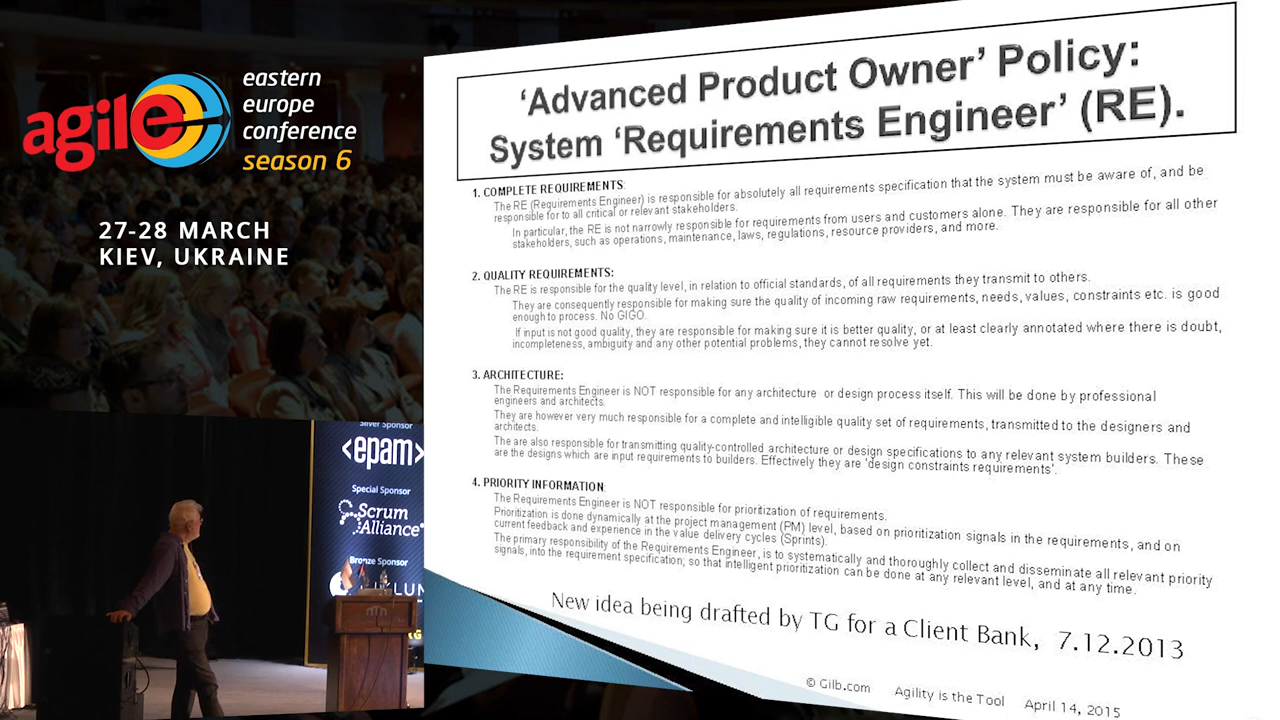 agile
eastern
europe
conference
season 6
27-28 MARCH
KIEV, UKRAINE
Silver Sponsor
<epam>
Special Sponsor
Scrum
Alliance
Bronze Sponsor
‘Advanced Product Owner’ Policy:
System ‘Requirements Engineer’ (RE).
1. COMPLETE REQUIREMENTS:
The RE (Requirements Engineer) is responsible for absolutely all requirements specification that the system must be aware of, and be
responsible for to all critical or relevant stakeholders.
In particular, the RE is not narrowly responsible for requirements from users and customers alone. They are responsible for all other
stakeholders, such as operations, maintenance, laws, regulations, resource providers, and more.
2. QUALITY REQUIREMENTS:
The RE is responsible for the quality level, in relation to official standards, of all requirements they transmit to others.
They are consequently responsible for making sure the quality of incoming raw requirements, needs, values, constraints etc. is good
enough to process. No GIGO.
If input is not good quality, they are responsible for making sure it is better quality, or at least clearly annotated where there is doubt,
incompleteness, ambiguity and any other potential problems, they cannot resolve yet.
3. ARCHITECTURE:
The Requirements Engineer is NOT responsible for any architecture or design process itself. This will be done by professional
engineers and architects.
They are however very much responsible for a complete and intelligible quality set of requirements, transmitted to the designers and
architects.
The are also responsible for transmitting quality-controlled architecture or design specifications to any relevant system builders. These
are the designs which are input requirements to builders. Effectively they are 'design constraints requirements'.
4. PRIORITY INFORMATION:
The Requirements Engineer is NOT responsible for prioritization of requirements.
Prioritization is done dynamically at the project management (PM) level, based on prioritization signals in the requirements, and on
current feedback and experience in the value delivery cycles (Sprints).
The primary responsibility of the Requirements Engineer, is to systematically and thoroughly collect and disseminate all relevant priority
signals, into the requirement specification; so that intelligent prioritization can be done at any relevant level, and at any time.
New idea being drafted by TG for a Client Bank, 7.12.2013
© Gilb.com Agility is the Tool April 14, 2015